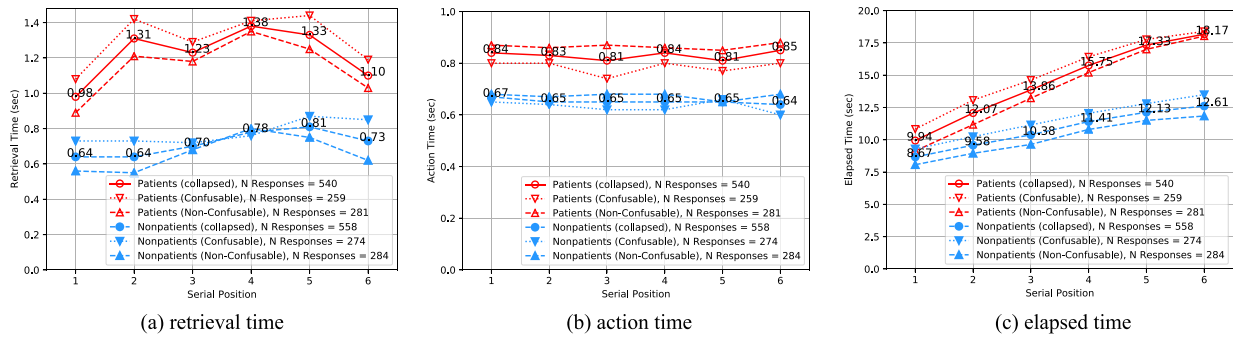 1.4
1.2
1.0
0.8
0.6
0.4
0.2
0.0
Retrieval Time (sec)
0.98
1.31
1.23
1.38
1.33
1.10
0.64
0.64
0.70
0.78
0.81
0.73
Patients (collapsed), N Responses = 540
Patients (Confusable), N Responses = 259
Patients (Non-Confusable), N Responses = 281
Nonpatients (collapsed), N Responses = 558
Nonpatients (Confusable), N Responses = 274
Nonpatients (Non-Confusable), N Responses = 284
1 2 3 4 5 6
Serial Position
(a) retrieval time
1.0
0.8
0.6
0.4
0.2
0.0
Action Time (sec)
0.84
0.83
0.81
0.84
0.81
0.85
0.67
0.65
0.65
0.65
0.65
0.64
Patients (collapsed), N Responses = 540
Patients (Confusable), N Responses = 259
Patients (Non-Confusable), N Responses = 281
Nonpatients (collapsed), N Responses = 558
Nonpatients (Confusable), N Responses = 274
Nonpatients (Non-Confusable), N Responses = 284
1 2 3 4 5 6
Serial Position
(b) action time
20.0
17.5
15.0
12.5
10.0
7.5
5.0
2.5
0.0
Elapsed Time (sec)
9.94
12.07
13.86
15.75
17.33
18.17
8.67
9.58
10.38
11.41
12.13
12.61
Patients (collapsed), N Responses = 540
Patients (Confusable), N Responses = 259
Patients (Non-Confusable), N Responses = 281
Nonpatients (collapsed), N Responses = 558
Nonpatients (Confusable), N Responses = 274
Nonpatients (Non-Confusable), N Responses = 284
1 2 3 4 5 6
Serial Position
(c) elapsed time